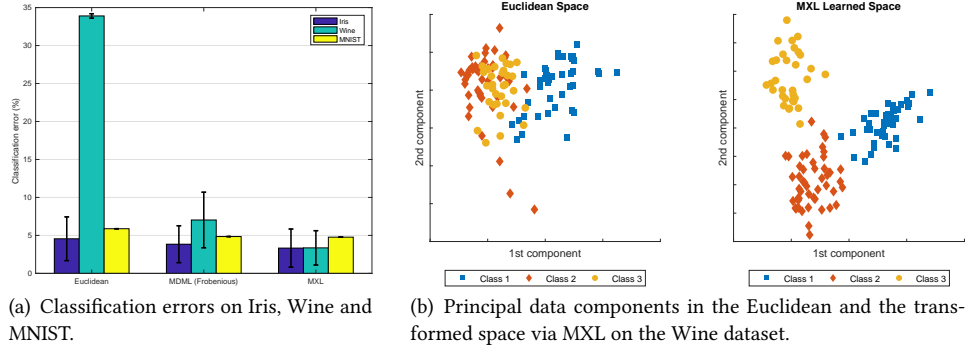 35
30
25
20
15
10
5
0
Classification error (%)
Iris
Wine
MNIST
Euclidean
MDML (Frobenious)
MXL
(a) Classification errors on Iris, Wine and
MNIST.
Euclidean Space
2nd component
1st component
Class 1
Class 2
Class 3
MXL Learned Space
2nd component
1st component
Class 1
Class 2
Class 3
(b) Principal data components in the Euclidean and the trans-
formed space via MXL on the Wine dataset.